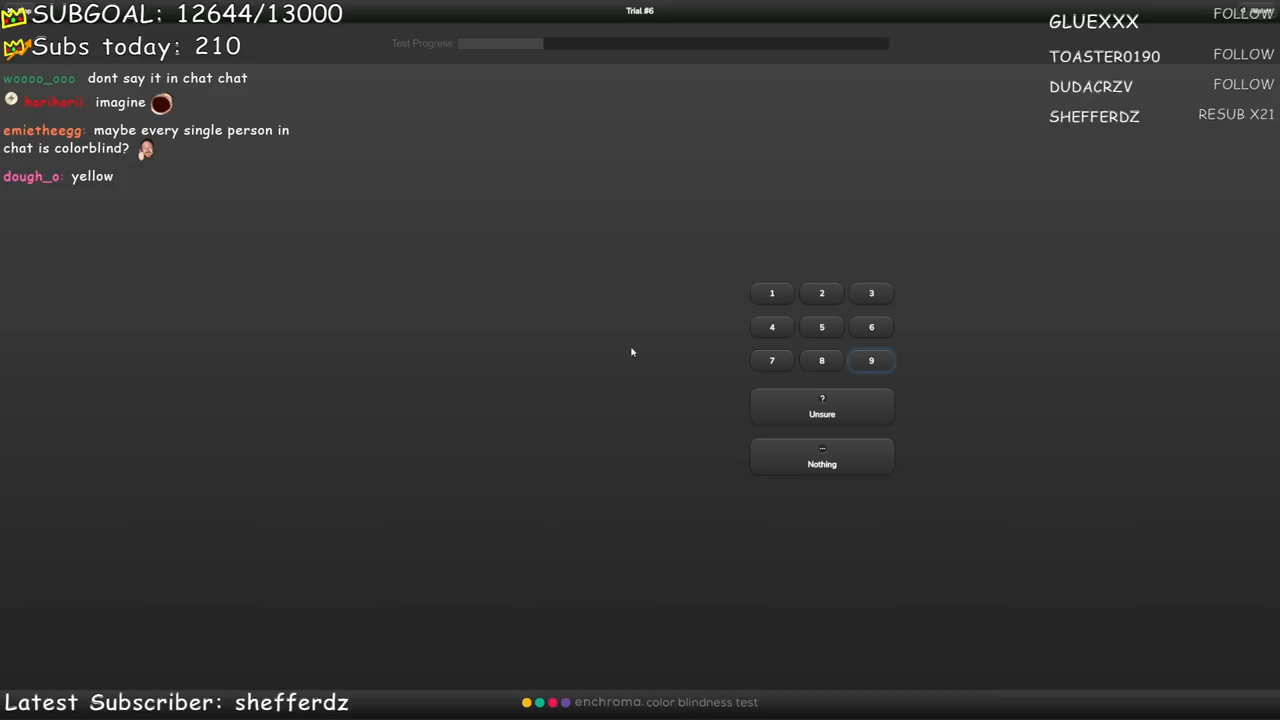 Trial #6
SUBGOAL: 12644/13000
Subs today: 210
Test Progress:
woooo_ooo: dont say it in chat chat
imagine
emietheegg: maybe every single person in
chat is colorblind?
dough_o: yellow
GLUEXXX FOLLOW
TOASTER0190 FOLLOW
DUDACRZV FOLLOW
SHEFFERDZ RESUB X21
1 2 3
4 5 6
7 8 9
?
Unsure
Nothing
Latest Subscriber: shefferdz
enchroma. color blindness test